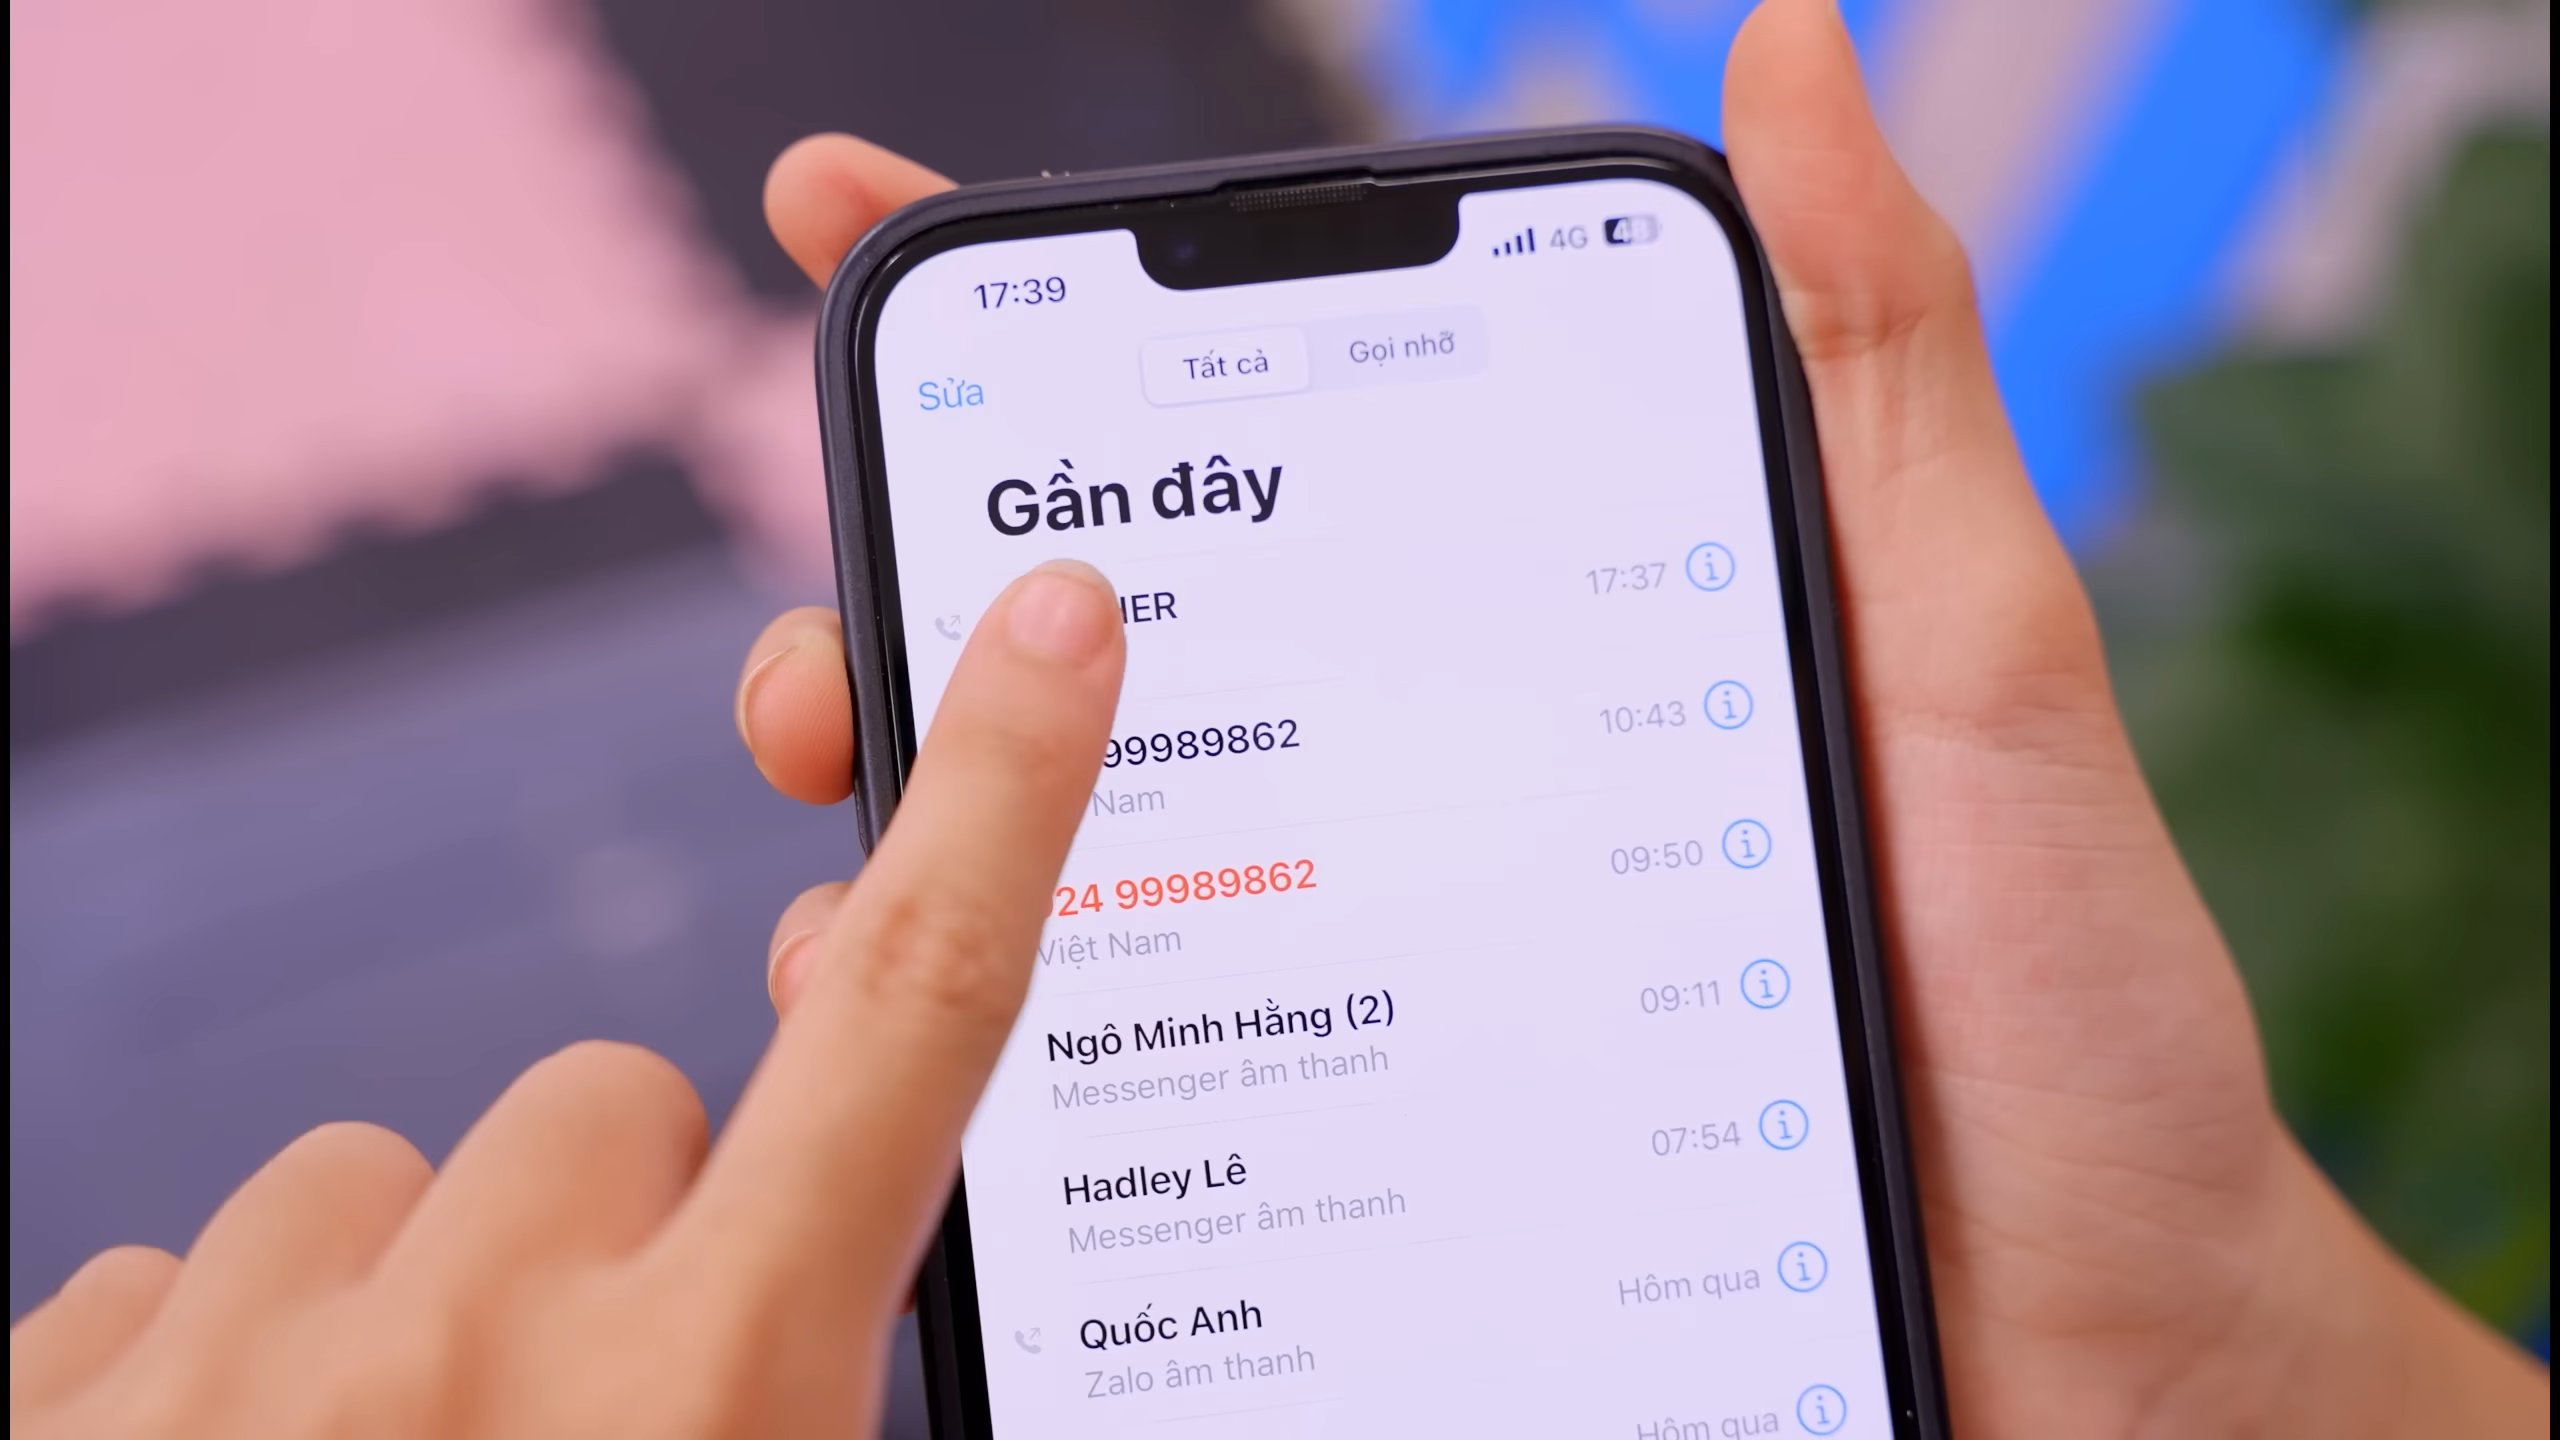 17:39
4G
Sửa
Tất cả
Gọi nhỡ
Gần đây
17:37
99989862
10:43
Nam
24 99989862
09:50
Việt Nam
Ngô Minh Hằng (2)
09:11
Messenger âm thanh
Hadley Lê
07:54
Messenger âm thanh
Quốc Anh
Hôm qua
Zalo âm thanh
Hôm qua